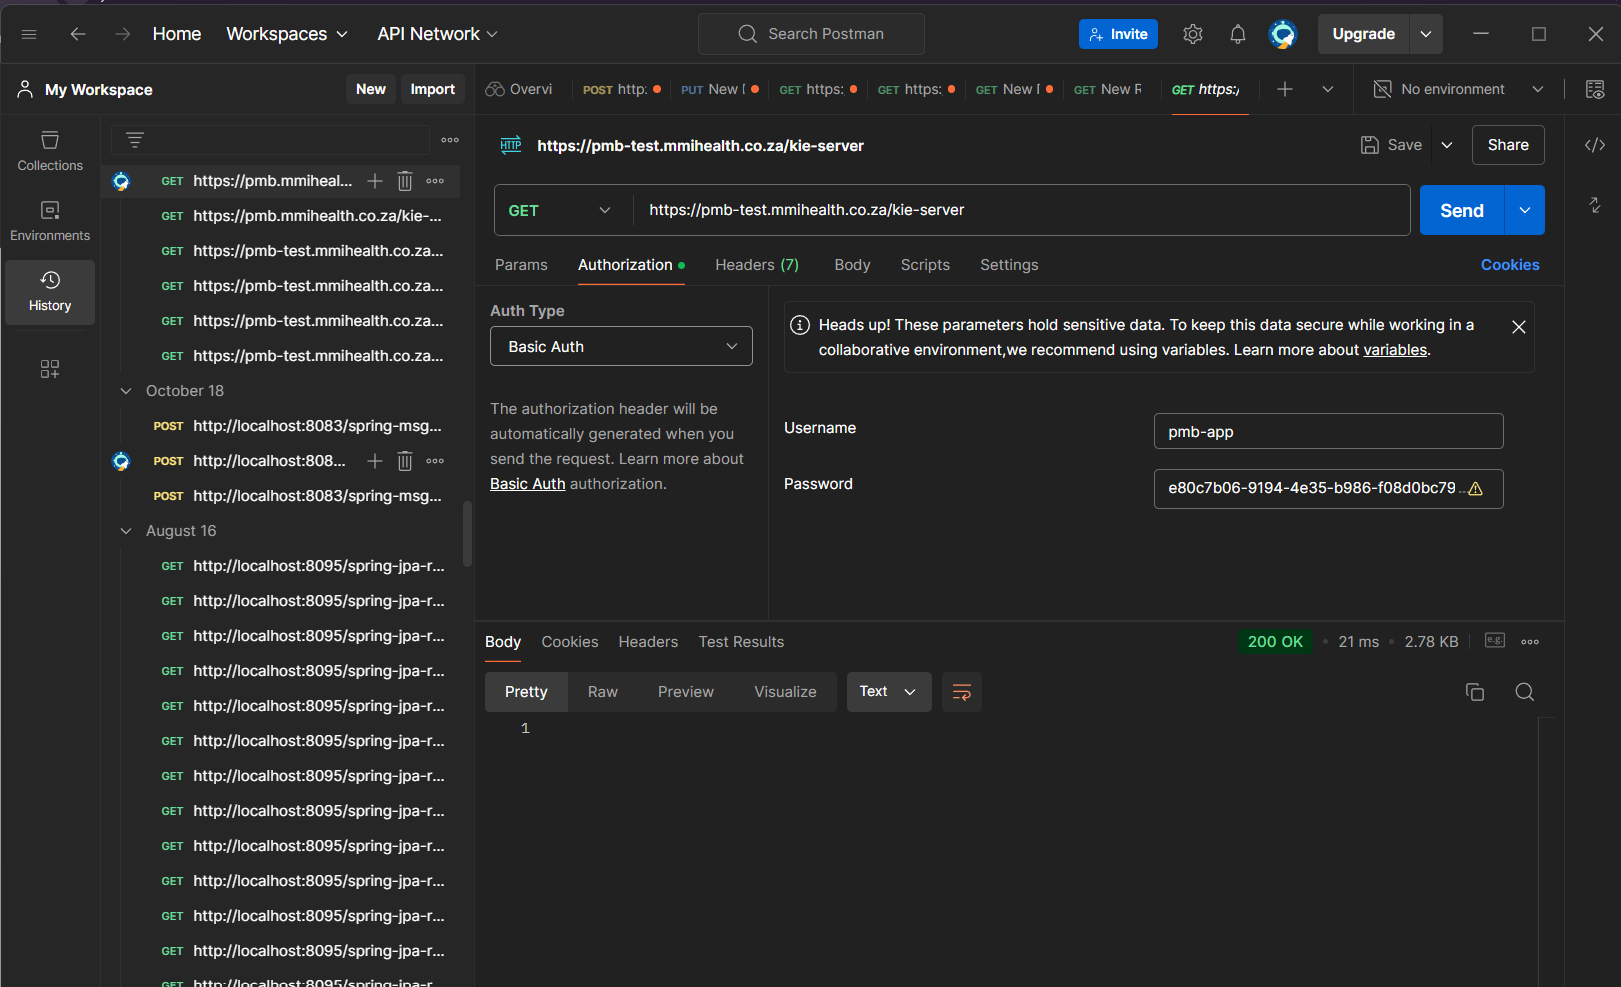 Home Workspaces API Network Search Postman Invite Upgrade
My Workspace New Import Overvi POST http: PUT New GET https: GET https: GET New GET New R GET https:/ No environment
Collections
Environments
History
GET https://pmb.mmiheal...
GET https://pmb.mmihealth.co.za/kie-...
GET https://pmb-test.mmihealth.co.za...
GET https://pmb-test.mmihealth.co.za...
GET https://pmb-test.mmihealth.co.za...
GET https://pmb-test.mmihealth.co.za...
October 18
POST http://localhost:8083/spring-msg...
POST http://localhost:808...
POST http://localhost:8083/spring-msg...
August 16
GET http://localhost:8095/spring-jpa-r...
GET http://localhost:8095/spring-jpa-r...
GET http://localhost:8095/spring-jpa-r...
GET http://localhost:8095/spring-jpa-r...
GET http://localhost:8095/spring-jpa-r...
GET http://localhost:8095/spring-jpa-r...
GET http://localhost:8095/spring-jpa-r...
GET http://localhost:8095/spring-jpa-r...
GET http://localhost:8095/spring-jpa-r...
GET http://localhost:8095/spring-jpa-r...
GET http://localhost:8095/spring-jpa-r...
GET http://localhost:8095/spring-jpa-r...
GET http://localhost:8095/spring-jpa-r...
HTTP https://pmb-test.mmihealth.co.za/kie-server Save Share
GET https://pmb-test.mmihealth.co.za/kie-server Send
Params Authorization Headers (7) Body Scripts Settings Cookies
Auth Type
Basic Auth
The authorization header will be
automatically generated when you
send the request. Learn more about
Basic Auth authorization.
Heads up! These parameters hold sensitive data. To keep this data secure while working in a
collaborative environment,we recommend using variables. Learn more about variables.
Username pmb-app
Password e80c7b06-9194-4e35-b986-f08d0bc79...
Body Cookies Headers Test Results 200 OK 21 ms 2.78 KB e.g.
Pretty Raw Preview Visualize Text
1